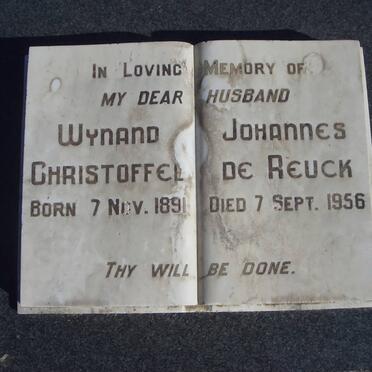 IN LOVING MEMORY OF
MY DEAR HUSBAND
WYNAND JOHANNES
CHRISTOFFEL DE REUCK
BORN 7 NOV. 1891 DIED 7 SEPT. 1956
THY WILL BE DONE.